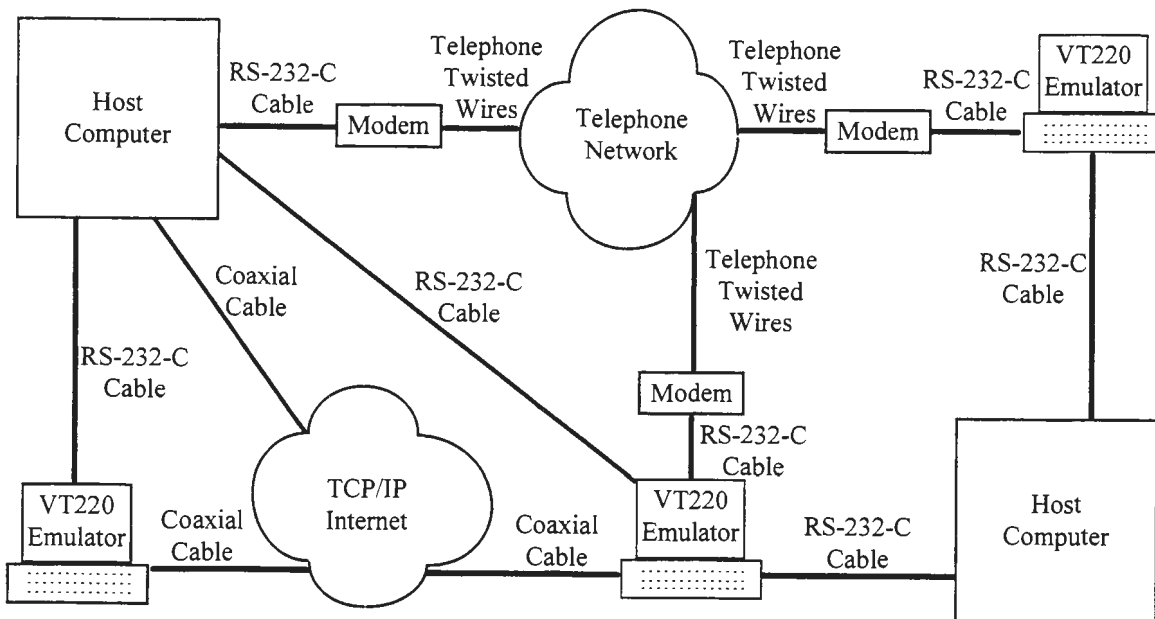 Host
Computer
RS-232-C
Cable
Modem
Telephone
Twisted
Wires
Telephone
Network
Telephone
Twisted
Wires
Modem
RS-232-C
Cable
VT220
Emulator
Coaxial
Cable
RS-232-C
Cable
Telephone
Twisted
Wires
RS-232-C
Cable
RS-232-C
Cable
Modem
RS-232-C
Cable
VT220
Emulator
Coaxial
Cable
TCP/IP
Internet
Coaxial
Cable
VT220
Emulator
RS-232-C
Cable
Host
Computer